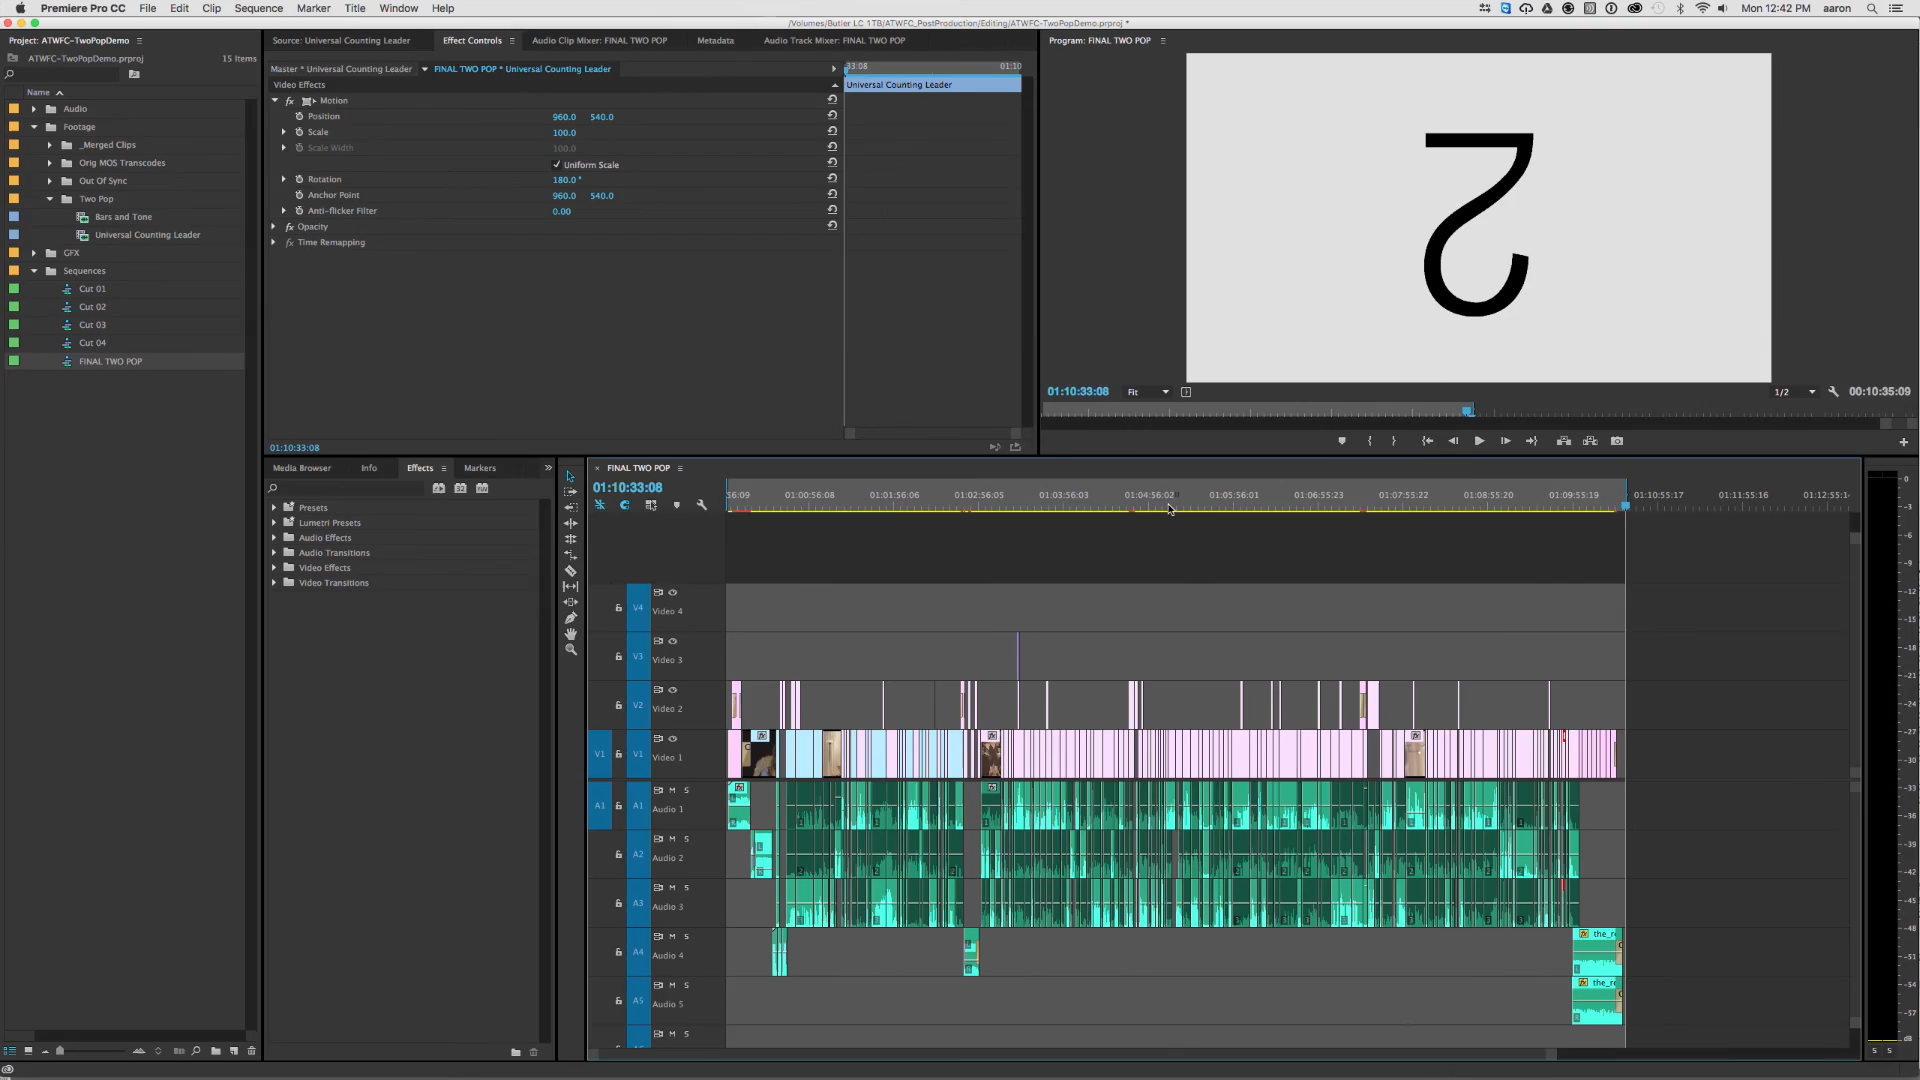 Premiere Pro CC File Edit Clip Sequence Marker Title Window Help Mon 12:42 PM aaron
/Volumes/Butler LC 1TB/ATWFC_PostProduction/Editing/ATWFC-TwoPopDemo.prproj *
Project: ATWFC-TwoPopDemo
ATWFC-TwoPopDemo.prproj 15 Items
Name
Audio
Footage
_Merged Clips
Orig MOS Transcodes
Out Of Sync
Two Pop
Bars and Tone
Universal Counting Leader
GFX
Sequences
Cut 01
Cut 02
Cut 03
Cut 04
FINAL TWO POP
Source: Universal Counting Leader Effect Controls Audio Clip Mixer: FINAL TWO POP Metadata Audio Track Mixer: FINAL TWO POP
Master * Universal Counting Leader FINAL TWO POP * Universal Counting Leader
33:08 01:10
Video Effects
Universal Counting Leader
fx Motion
Position 960.0 540.0
Scale 100.0
Scale Width 100.0
Uniform Scale
Rotation 180.0 °
Anchor Point 960.0 540.0
Anti-flicker Filter 0.00
fx Opacity
fx Time Remapping
01:10:33:08
Program: FINAL TWO POP
2
01:10:33:08 Fit 1/2 00:10:35:09
Media Browser Info Effects Markers
Presets
Lumetri Presets
Audio Effects
Audio Transitions
Video Effects
Video Transitions
FINAL TWO POP
01:10:33:08
56:09 01:00:56:08 01:01:56:06 01:02:56:05 01:03:56:03 01:04:56:02 01:05:56:01 01:06:55:23 01:07:55:22 01:08:55:20 01:09:55:19 01:10:55:17 01:11:55:16 01:12:55:1
V4 Video 4
V3 Video 3
V2 Video 2
V1 V1 Video 1
A1 A1 M S Audio 1
A2 M S Audio 2
A3 M S Audio 3
A4 M S Audio 4
the_r
A5 M S Audio 5
the_r
M S
0
-3
-6
-9
-12
-15
-18
-21
-24
-27
-30
-33
-36
-39
-42
-45
-48
-51
-54
-57
dB
S S